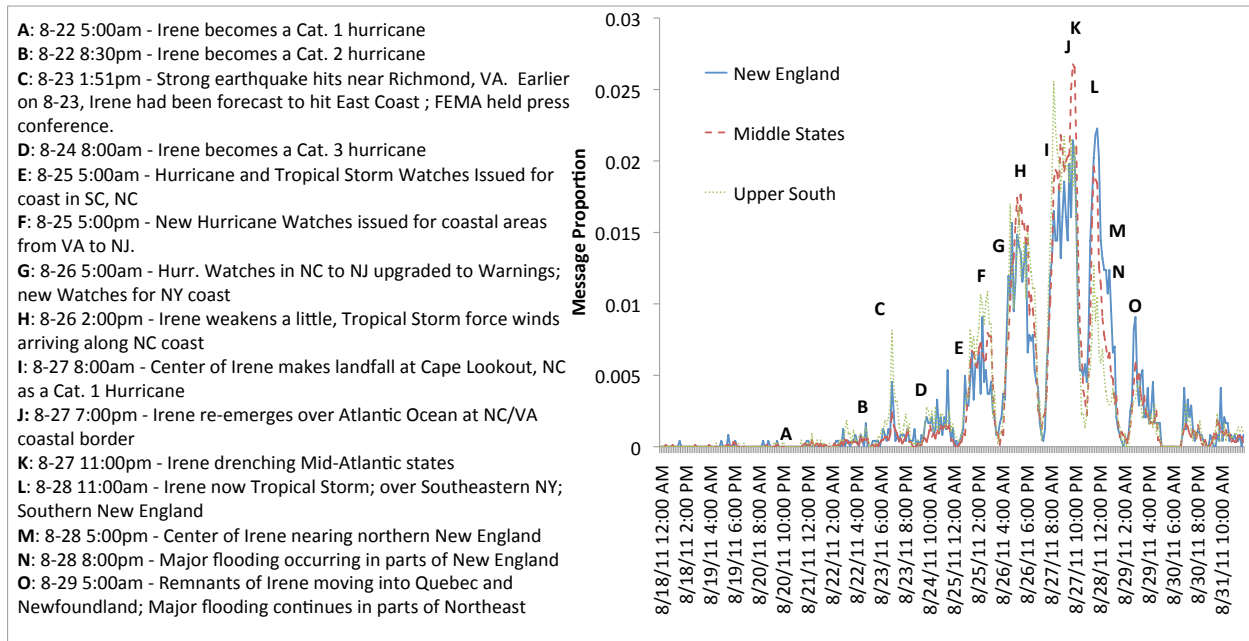 A: 8-22 5:00am - Irene becomes a Cat. 1 hurricane
B: 8-22 8:30pm - Irene becomes a Cat. 2 hurricane
C: 8-23 1:51pm - Strong earthquake hits near Richmond, VA. Earlier
on 8-23, Irene had been forecast to hit East Coast ; FEMA held press
conference.
D: 8-24 8:00am - Irene becomes a Cat. 3 hurricane
E: 8-25 5:00am - Hurricane and Tropical Storm Watches Issued for
coast in SC, NC
F: 8-25 5:00pm - New Hurricane Watches issued for coastal areas
from VA to NJ.
G: 8-26 5:00am - Hurr. Watches in NC to NJ upgraded to Warnings;
new Watches for NY coast
H: 8-26 2:00pm - Irene weakens a little, Tropical Storm force winds
arriving along NC coast
I: 8-27 8:00am - Center of Irene makes landfall at Cape Lookout, NC
as a Cat. 1 Hurricane
J: 8-27 7:00pm - Irene re-emerges over Atlantic Ocean at NC/VA
coastal border
K: 8-27 11:00pm - Irene drenching Mid-Atlantic states
L: 8-28 11:00am - Irene now Tropical Storm; over Southeastern NY;
Southern New England
M: 8-28 5:00pm - Center of Irene nearing northern New England
N: 8-28 8:00pm - Major flooding occurring in parts of New England
O: 8-29 5:00am - Remnants of Irene moving into Quebec and
Newfoundland; Major flooding continues in parts of Northeast
Message Proportion
0.03
0.025
0.02
0.015
0.01
0.005
0
New England
Middle States
Upper South
A
B
C
D
E
F
G
H
I
J
K
L
M
N
O
8/18/11 12:00 AM
8/18/11 2:00 PM
8/19/11 4:00 AM
8/19/11 6:00 PM
8/20/11 8:00 AM
8/20/11 10:00 PM
8/21/11 12:00 PM
8/22/11 2:00 AM
8/22/11 4:00 PM
8/23/11 6:00 AM
8/23/11 8:00 PM
8/24/11 10:00 AM
8/25/11 12:00 AM
8/25/11 2:00 PM
8/26/11 4:00 AM
8/26/11 6:00 PM
8/27/11 8:00 AM
8/27/11 10:00 PM
8/28/11 12:00 PM
8/29/11 2:00 AM
8/29/11 4:00 PM
8/30/11 6:00 AM
8/30/11 8:00 PM
8/31/11 10:00 AM